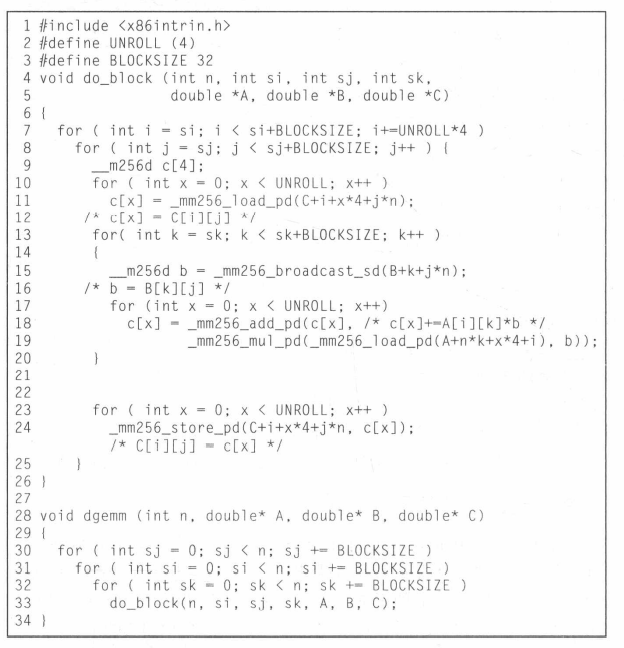 1 #include <x86intrin.h>
2 #define UNROLL (4)
3 #define BLOCKSIZE 32
4 void do_block (int n, int si, int sj, int sk,
5                double *A, double *B, double *C)
6 {
7   for ( int i = si; i < si+BLOCKSIZE; i+=UNROLL*4 )
8     for ( int j = sj; j < sj+BLOCKSIZE; j++ ) {
9       __m256d c[4];
10       for ( int x = 0; x < UNROLL; x++ )
11         c[x] = _mm256_load_pd(C+i+x*4+j*n);
12      /* c[x] = C[i][j] */
13       for( int k = sk; k < sk+BLOCKSIZE; k++ )
14       {
15         __m256d b = _mm256_broadcast_sd(B+k+j*n);
16      /* b = B[k][j] */
17         for (int x = 0; x < UNROLL; x++)
18           c[x] = _mm256_add_pd(c[x], /* c[x]+=A[i][k]*b */
19                  _mm256_mul_pd(_mm256_load_pd(A+n*k+x*4+i), b));
20       }
21
22
23       for ( int x = 0; x < UNROLL; x++ )
24         _mm256_store_pd(C+i+x*4+j*n, c[x]);
         /* C[i][j] = c[x] */
25     }
26 }
27
28 void dgemm (int n, double* A, double* B, double* C)
29 {
30   for ( int sj = 0; sj < n; sj += BLOCKSIZE )
31     for ( int si = 0; si < n; si += BLOCKSIZE )
32       for ( int sk = 0; sk < n; sk += BLOCKSIZE )
33         do_block(n, si, sj, sk, A, B, C);
34 }